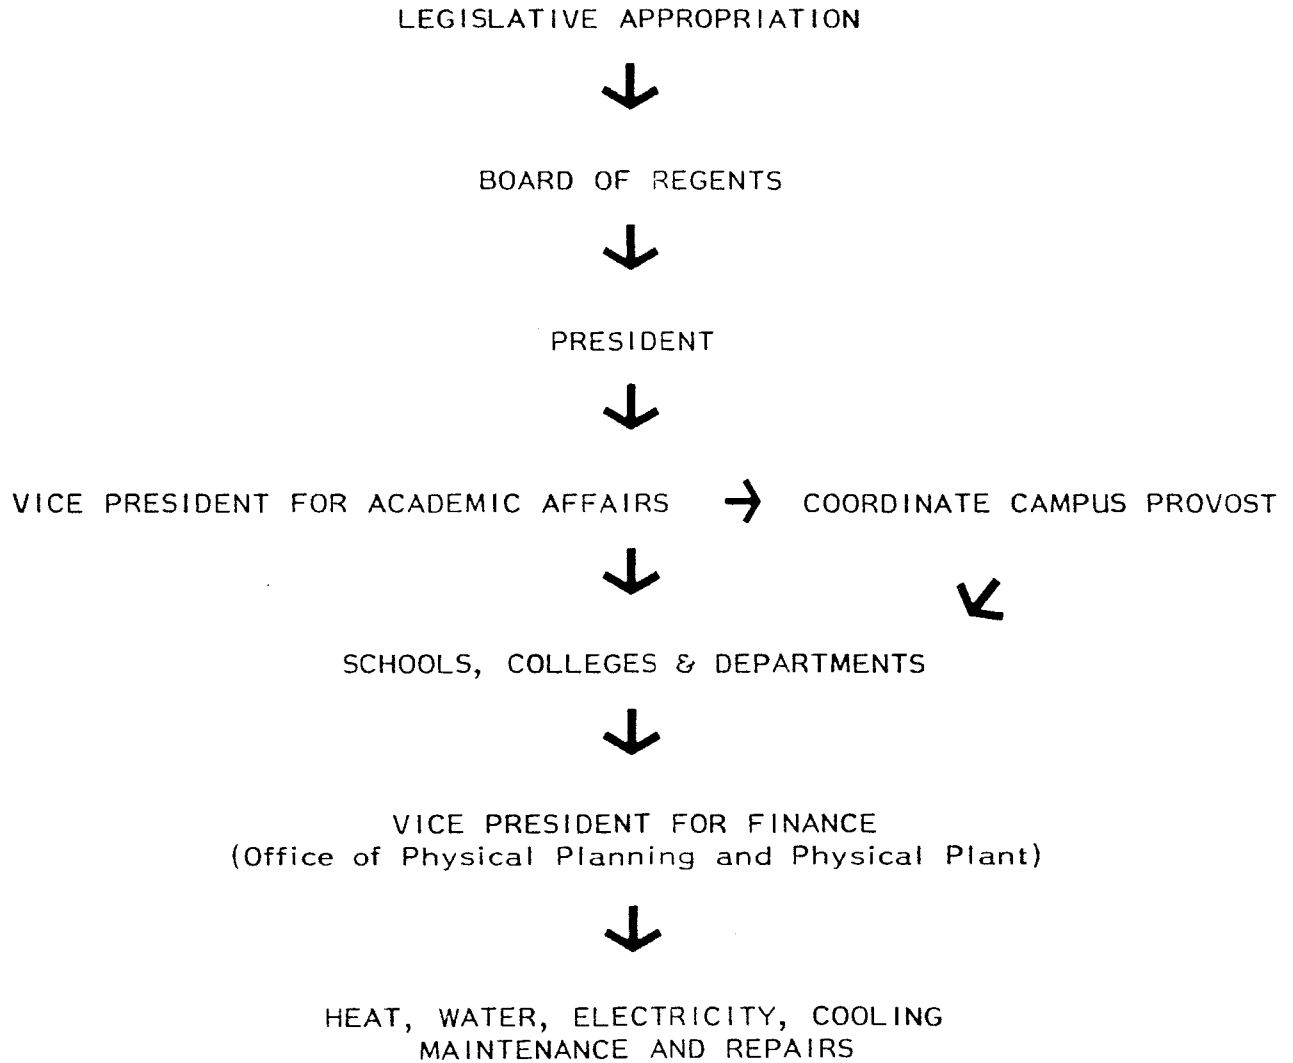 LEGISLATIVE APPROPRIATION
BOARD OF REGENTS
PRESIDENT
VICE PRESIDENT FOR ACADEMIC AFFAIRS → COORDINATE CAMPUS PROVOST
SCHOOLS, COLLEGES & DEPARTMENTS
VICE PRESIDENT FOR FINANCE
(Office of Physical Planning and Physical Plant)
HEAT, WATER, ELECTRICITY, COOLING
MAINTENANCE AND REPAIRS